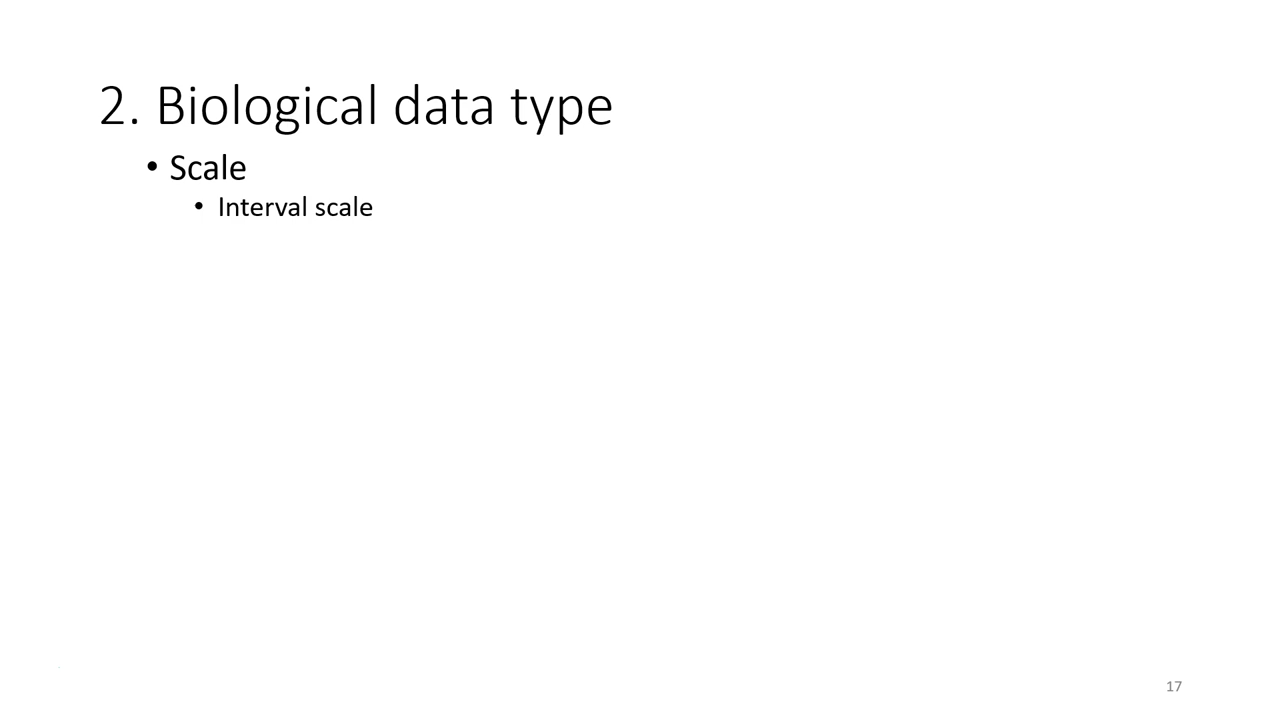 2. Biological data type
• Scale
• Interval scale
17